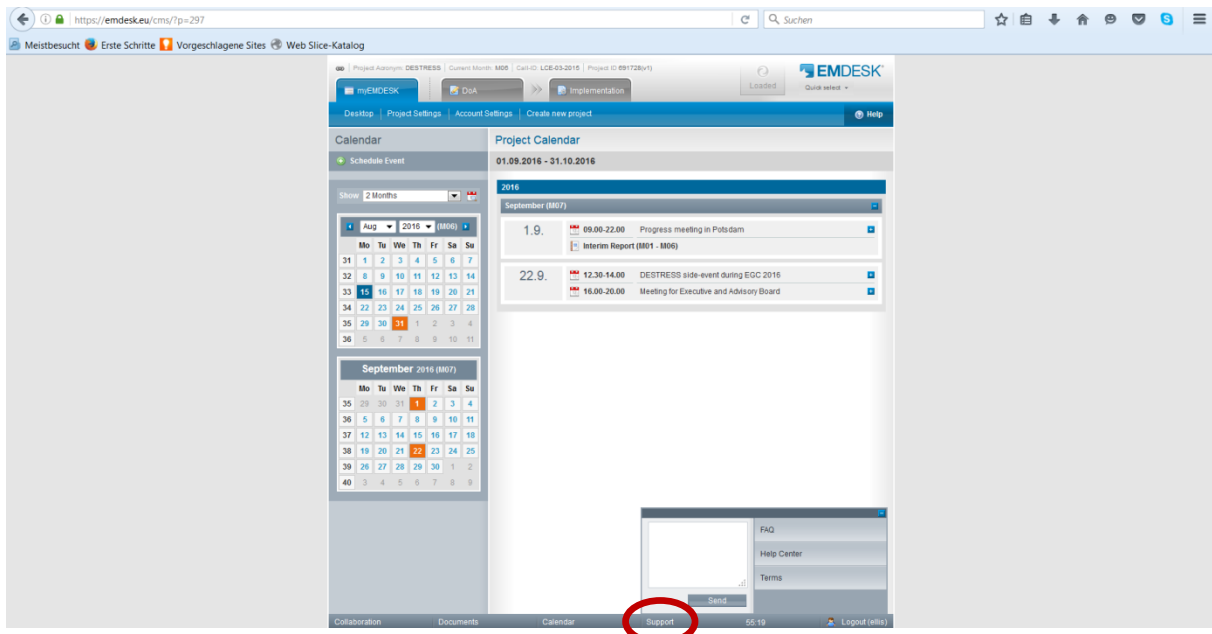 https://emdesk.eu/cms/?p=297
Suchen
Meistbesucht Erste Schritte Vorgeschlagene Sites Web Slice-Katalog
Project Acronym: DESTRESS Current Month: M06 Call-ID: LCE-03-2015 Project ID 691728(v1)
Loaded
EMDESK
Quick select
myEMDESK DoA Implementation
Desktop Project Settings Account Settings Create new project Help
Calendar
Schedule Event
Show 2 Months
Aug 2016 (M06)
Mo Tu We Th Fr Sa Su
31 1 2 3 4 5 6 7
32 8 9 10 11 12 13 14
33 15 16 17 18 19 20 21
34 22 23 24 25 26 27 28
35 29 30 31 1 2 3 4
36 5 6 7 8 9 10 11
September 2016 (M07)
Mo Tu We Th Fr Sa Su
35 29 30 31 1 2 3 4
36 5 6 7 8 9 10 11
37 12 13 14 15 16 17 18
38 19 20 21 22 23 24 25
39 26 27 28 29 30 1 2
40 3 4 5 6 7 8 9
Project Calendar
01.09.2016 - 31.10.2016
2016
September (M07)
1.9. 09.00-22.00 Progress meeting in Potsdam
Interim Report (M01 - M06)
22.9. 12.30-14.00 DESTRESS side-event during EGC 2016
16.00-20.00 Meeting for Executive and Advisory Board
FAQ
Help Center
Terms
Send
Collaboration Documents Calendar Support 55:19 Logout (ellis)